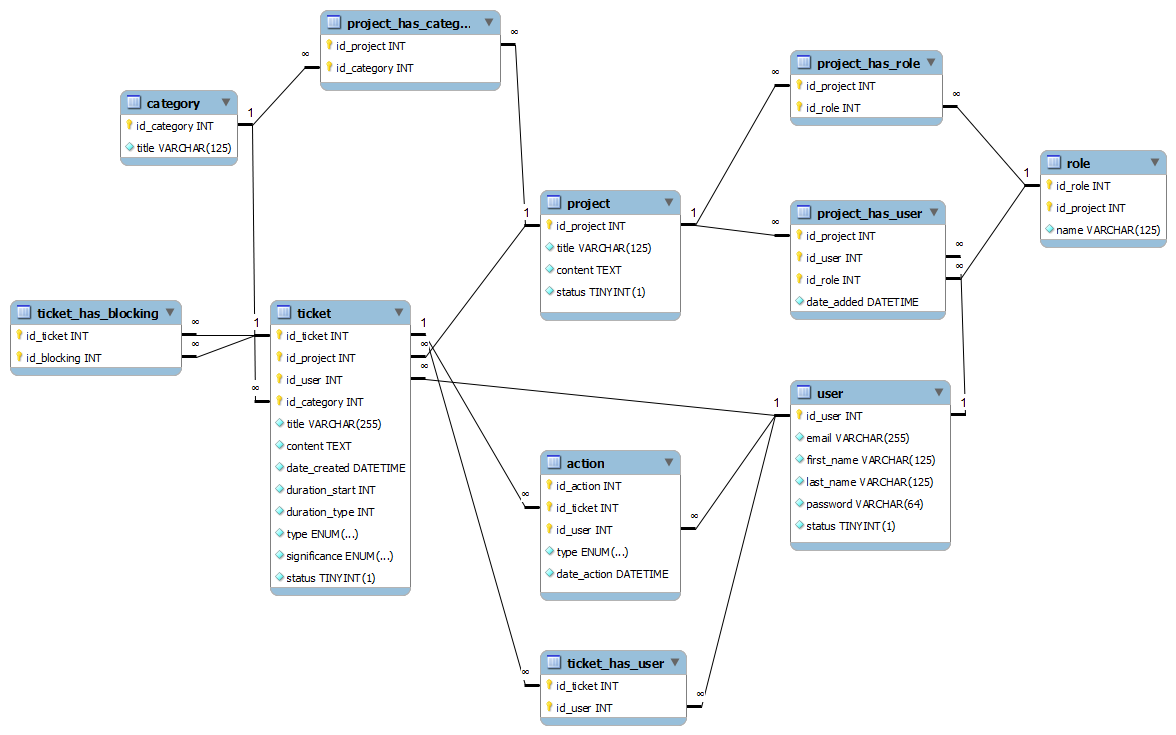 project_has_categ...
id_project INT
id_category INT
category
id_category INT
title VARCHAR(125)
project_has_role
id_project INT
id_role INT
role
id_role INT
id_project INT
name VARCHAR(125)
project
id_project INT
title VARCHAR(125)
content TEXT
status TINYINT(1)
project_has_user
id_project INT
id_user INT
id_role INT
date_added DATETIME
ticket_has_blocking
id_ticket INT
id_blocking INT
ticket
id_ticket INT
id_project INT
id_user INT
id_category INT
title VARCHAR(255)
content TEXT
date_created DATETIME
duration_start INT
duration_type INT
type ENUM(...)
significance ENUM(...)
status TINYINT(1)
user
id_user INT
email VARCHAR(255)
first_name VARCHAR(125)
last_name VARCHAR(125)
password VARCHAR(64)
status TINYINT(1)
action
id_action INT
id_ticket INT
id_user INT
type ENUM(...)
date_action DATETIME
ticket_has_user
id_ticket INT
id_user INT
∞
∞
1
∞
∞
1
1
1
∞
∞
∞
∞
∞
1
1
∞
∞
∞
1
1
∞
∞
∞
∞